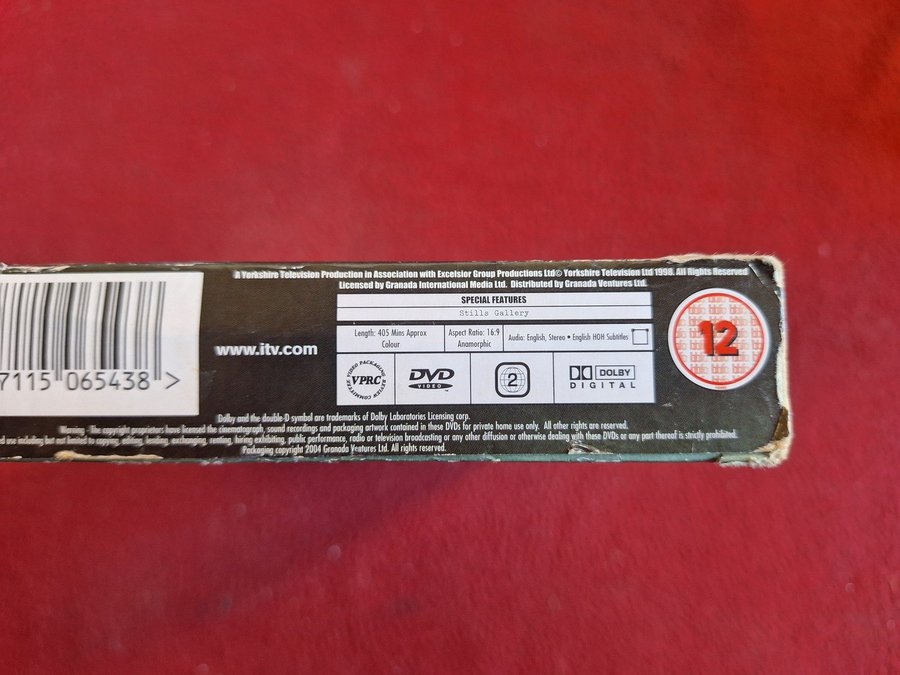 A Yorkshire Television Production in Association with Excelsior Group Productions Ltd© Yorkshire Television Ltd 1998. All Rights Reserved
Licensed by Granada International Media Ltd. Distributed by Granada Ventures Ltd.
SPECIAL FEATURES
Stills Gallery
Length: 405 Mins Approx
Colour
Aspect Ratio: 16:9
Anamorphic
Audio: English, Stereo • English HOH Subtitles
www.itv.com
7115 065438 >
VIDEO PACKAGING REVIEW COMMITTEE
VPRC
DVD
VIDEO
2
DOLBY
DIGITAL
12
Dolby and the double-D symbol are trademarks of Dolby Laboratories Licensing corp.
Warning - The copyright proprietors have licensed the cinematograph, sound recordings and packaging artwork contained in these DVDs for private home use only. All other rights are reserved.
use including but not limited to copying, editing, lending, exchanging, renting, hiring exhibiting, public performance, radio or television broadcasting or any other diffusion or otherwise dealing with these DVDs or any part thereof is strictly prohibited.
Packaging copyright 2004 Granada Ventures Ltd. All rights reserved.